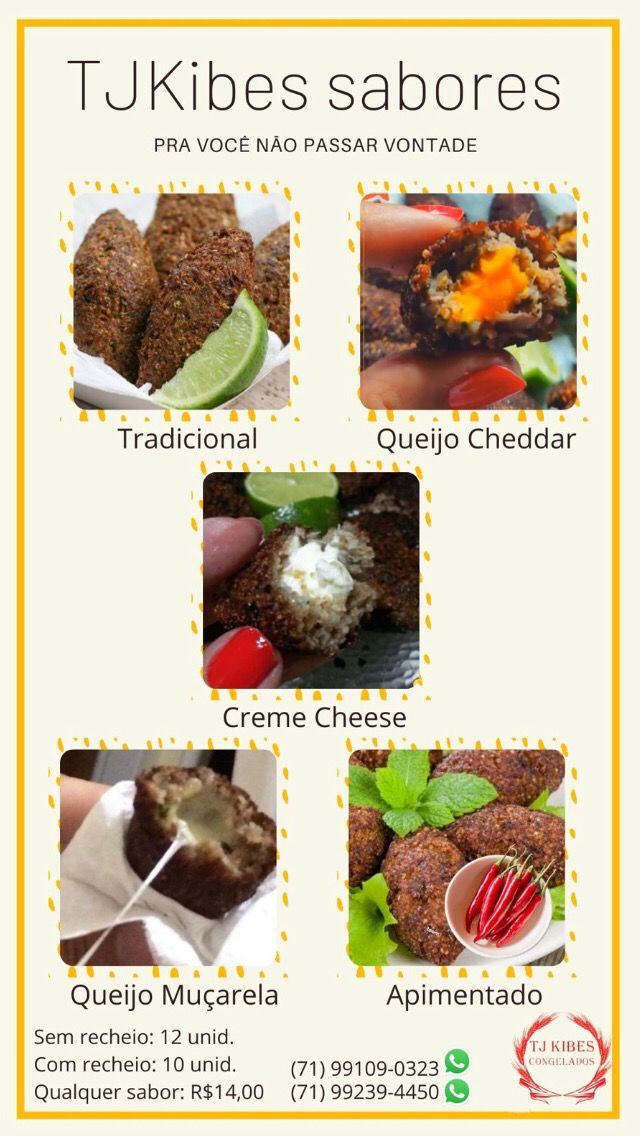 TJKibes sabores
PRA VOCÊ NÃO PASSAR VONTADE
Tradicional
Queijo Cheddar
Creme Cheese
Queijo Muçarela
Apimentado
Sem recheio: 12 unid.
Com recheio: 10 unid.
Qualquer sabor: R$14,00
(71) 99109-0323
(71) 99239-4450
TJ KIBES
CONGELADOS